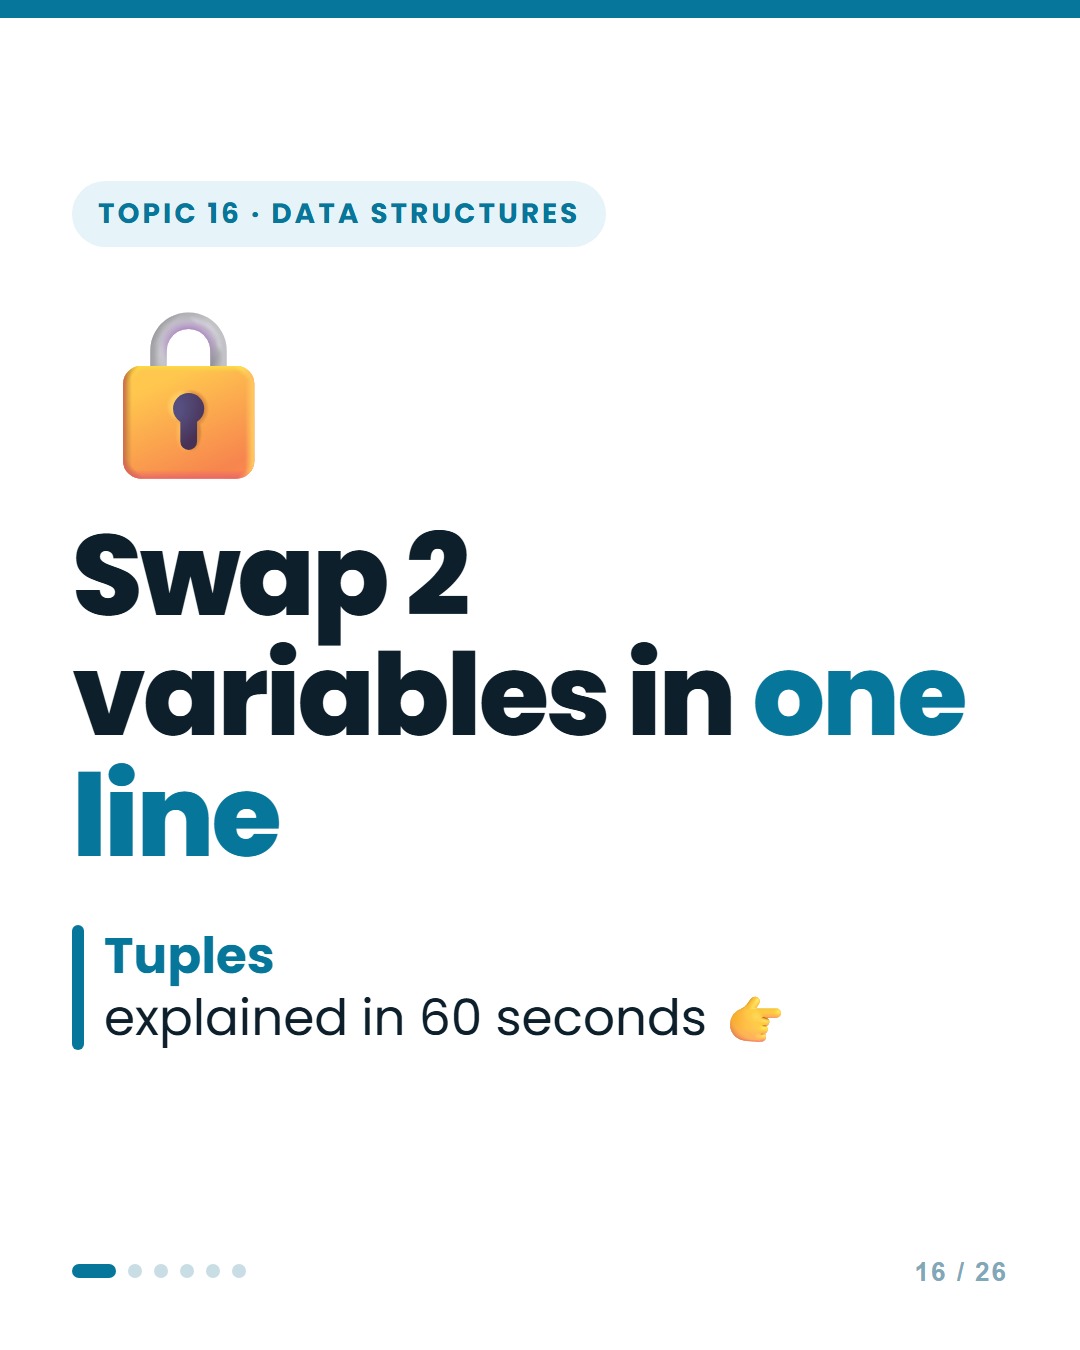 TOPIC 16 · DATA STRUCTURES
Swap 2
variables in one
line
Tuples
explained in 60 seconds 👉
16 / 26